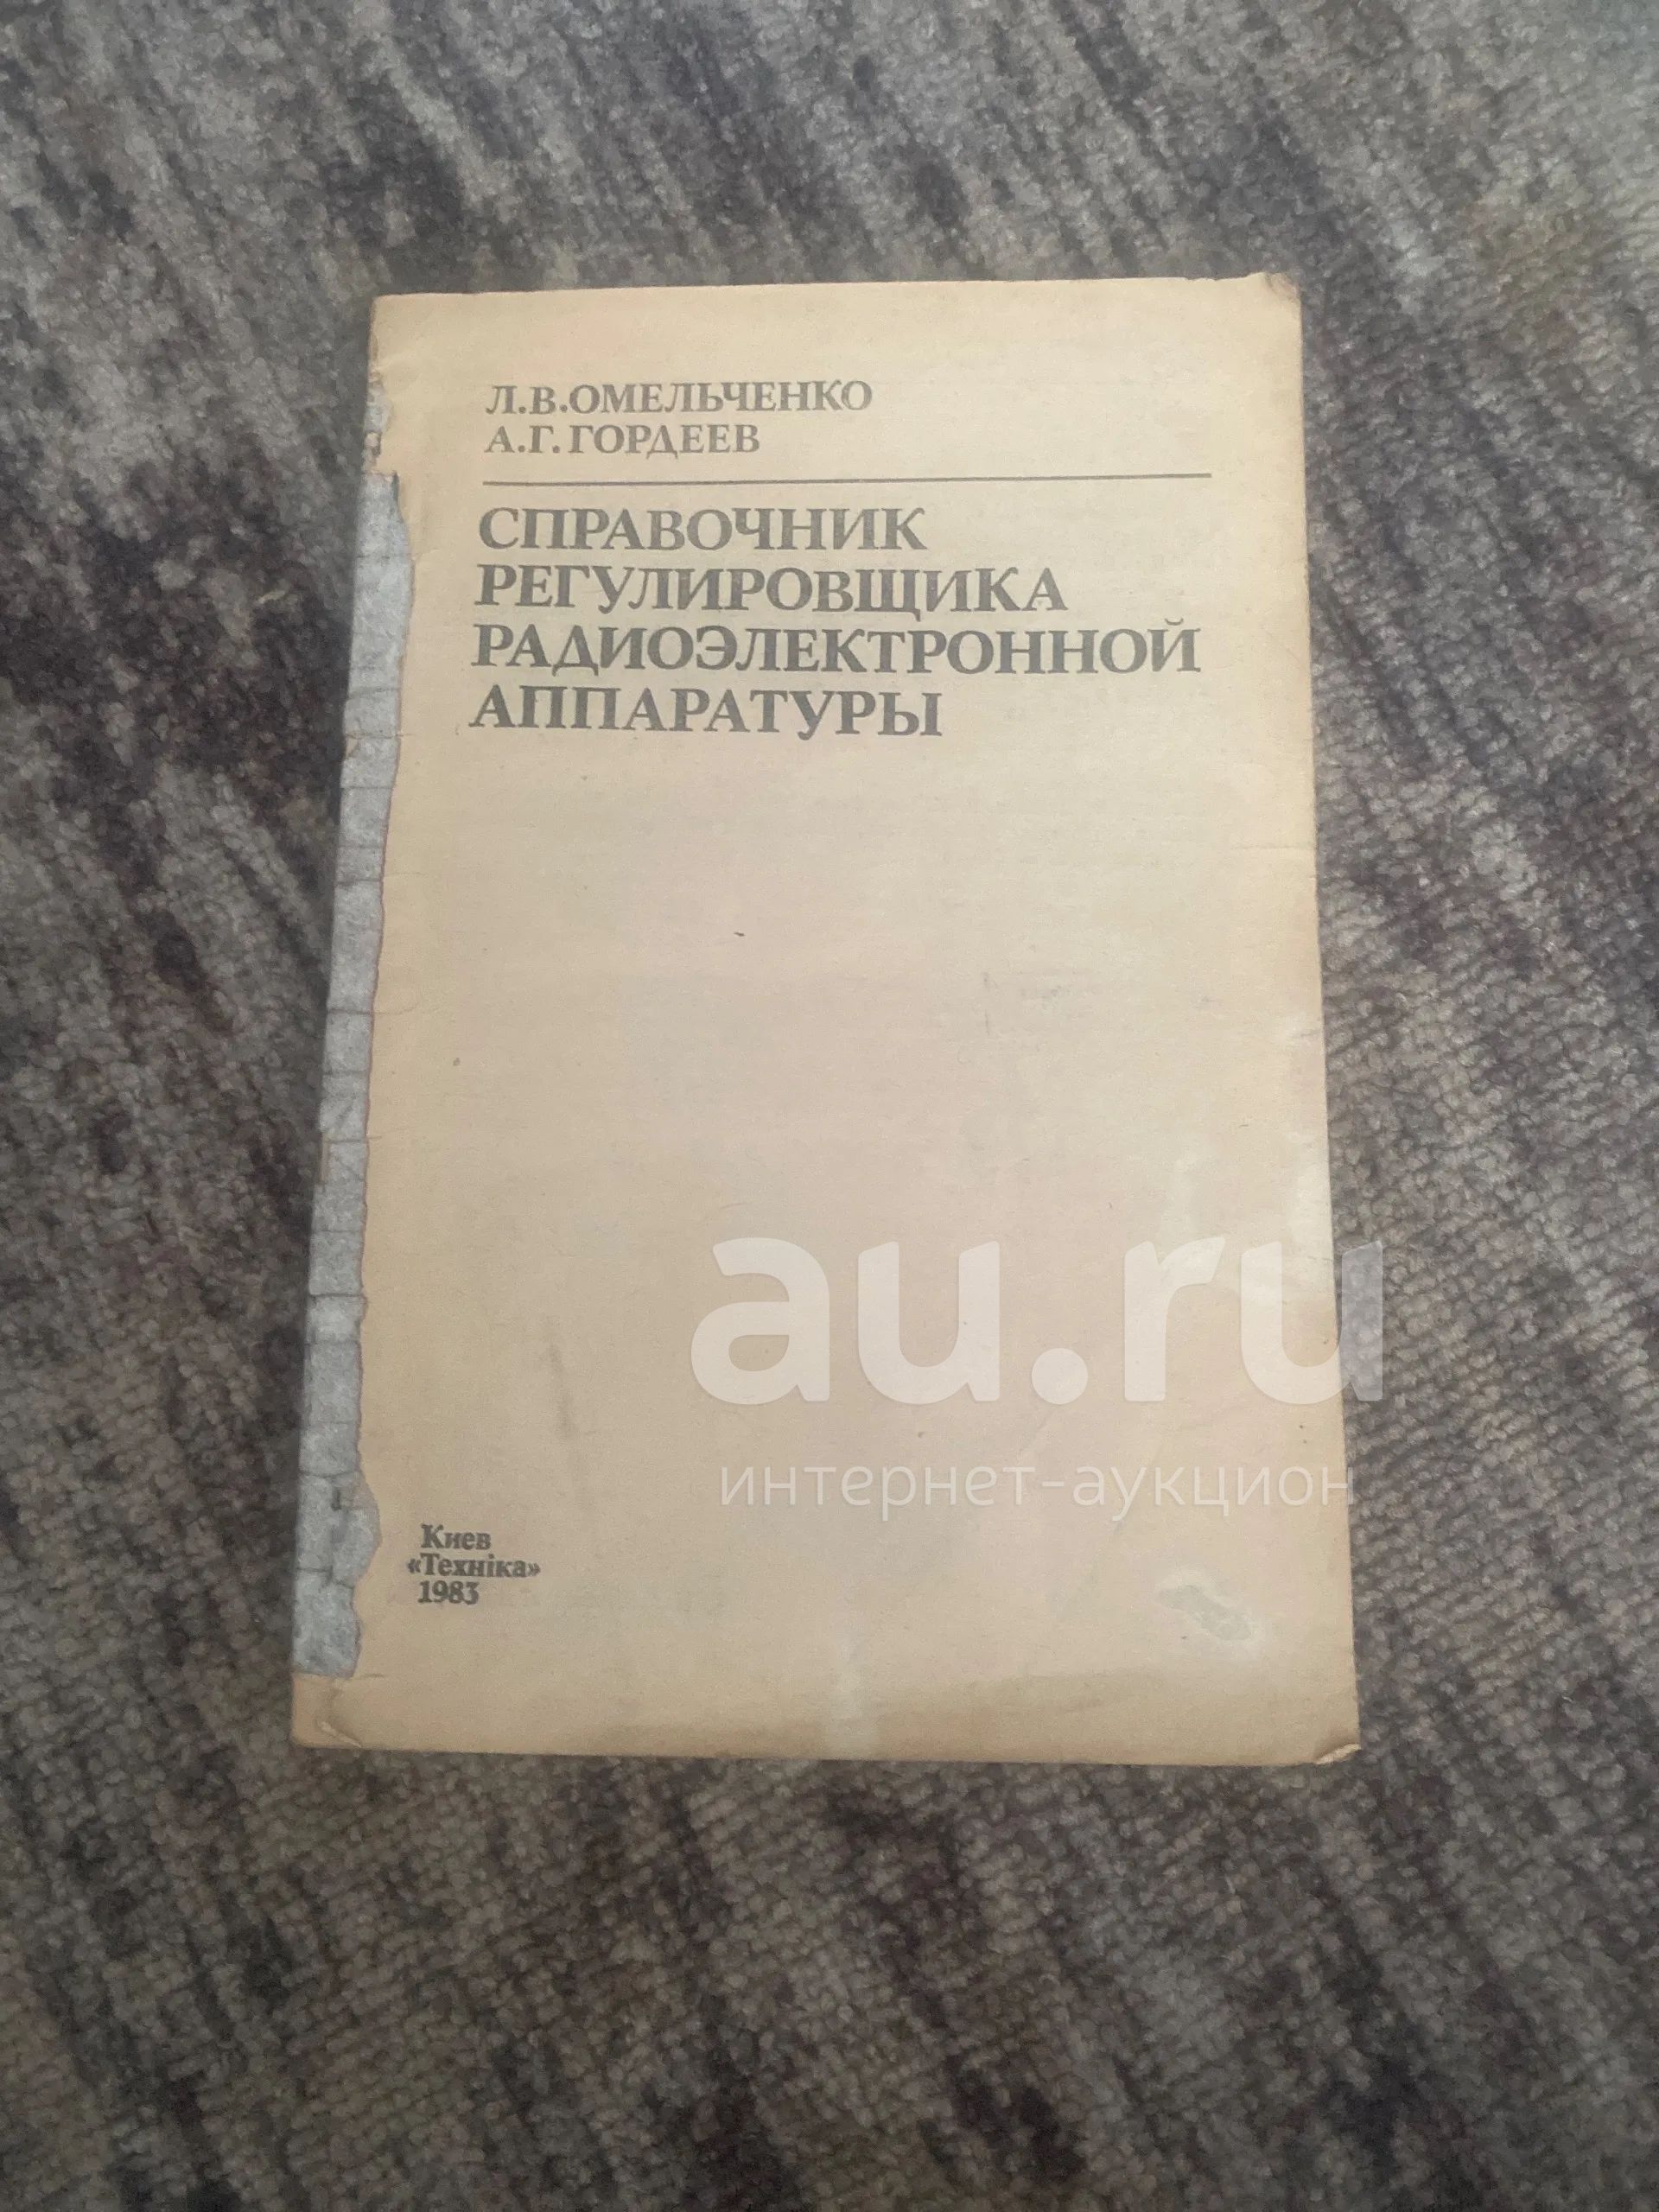 Л.В.ОМЕЛЬЧЕНКО
А.Г.ГОРДЕЕВ
СПРАВОЧНИК
РЕГУЛИРОВЩИКА
РАДИОЭЛЕКТРОННОЙ
АППАРАТУРЫ
au.ru
интернет-аукцион
Киев
«Техніка»
1983